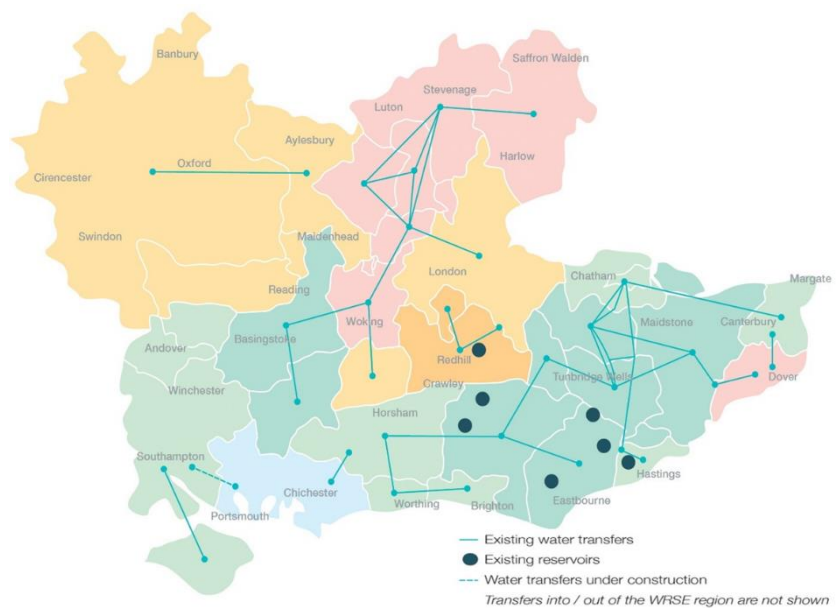 Banbury
Saffron Walden
Stevenage
Luton
Aylesbury
Harlow
Oxford
Cirencester
Swindon
Maidenhead
London
Reading
Chatham
Margate
Woking
Maidstone
Canterbury
Basingstoke
Andover
Redhill
Tunbridge Wells
Dover
Crawley
Winchester
Horsham
Southampton
Hastings
Chichester
Worthing
Brighton
Eastbourne
Portsmouth
Existing water transfers
Existing reservoirs
Water transfers under construction
Transfers into / out of the WRSE region are not shown